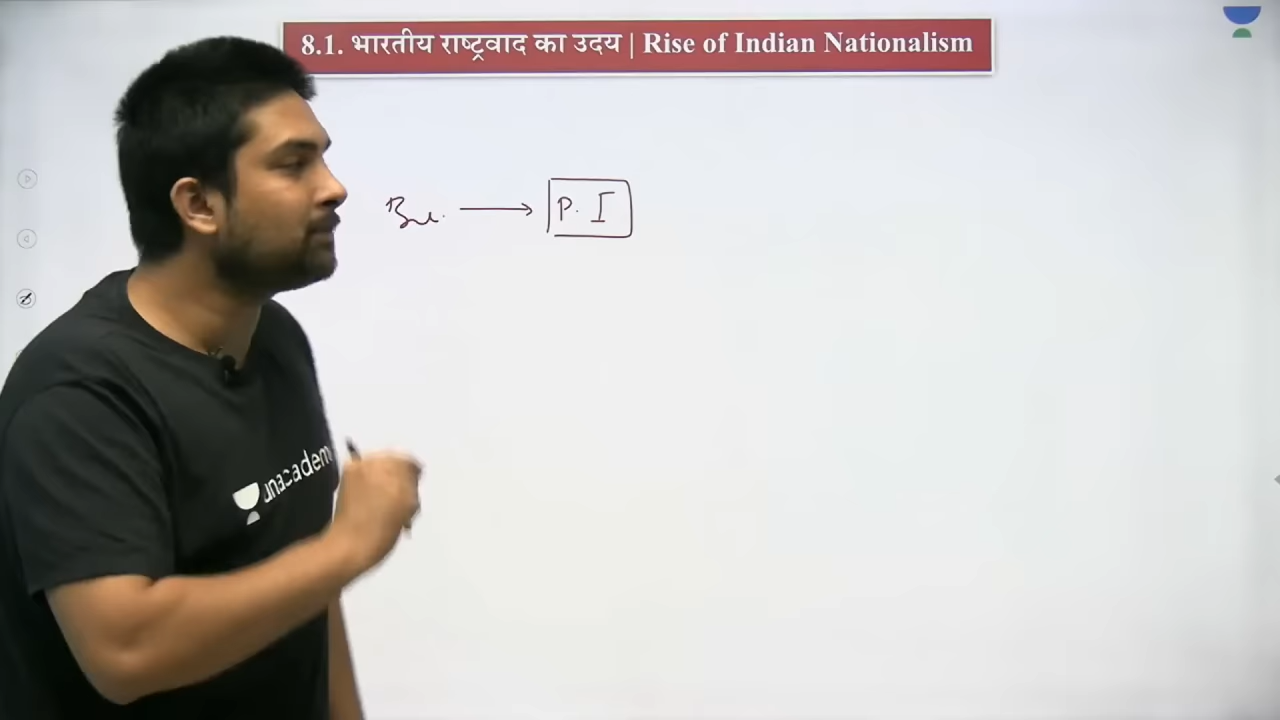 8.1. भारतीय राष्ट्रवाद का उदय | Rise of Indian Nationalism
P. I
unacadem